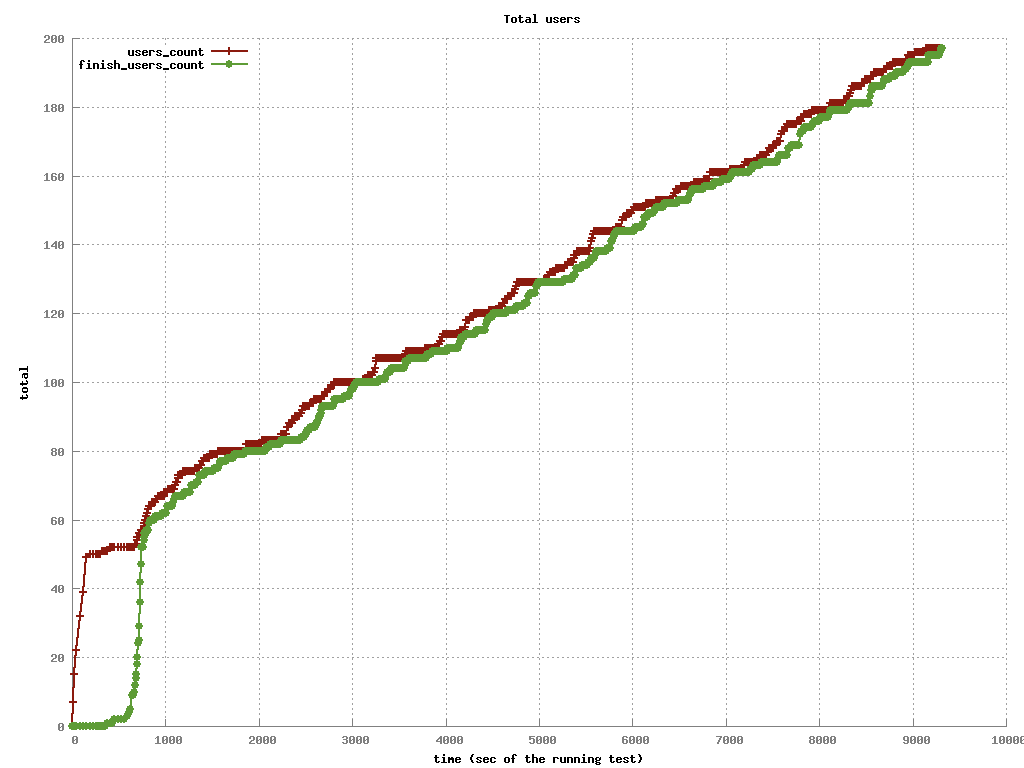 Total users
users_count
finish_users_count
200
180
160
140
120
100
80
60
40
20
0
total
0 1000 2000 3000 4000 5000 6000 7000 8000 9000 10000
time (sec of the running test)